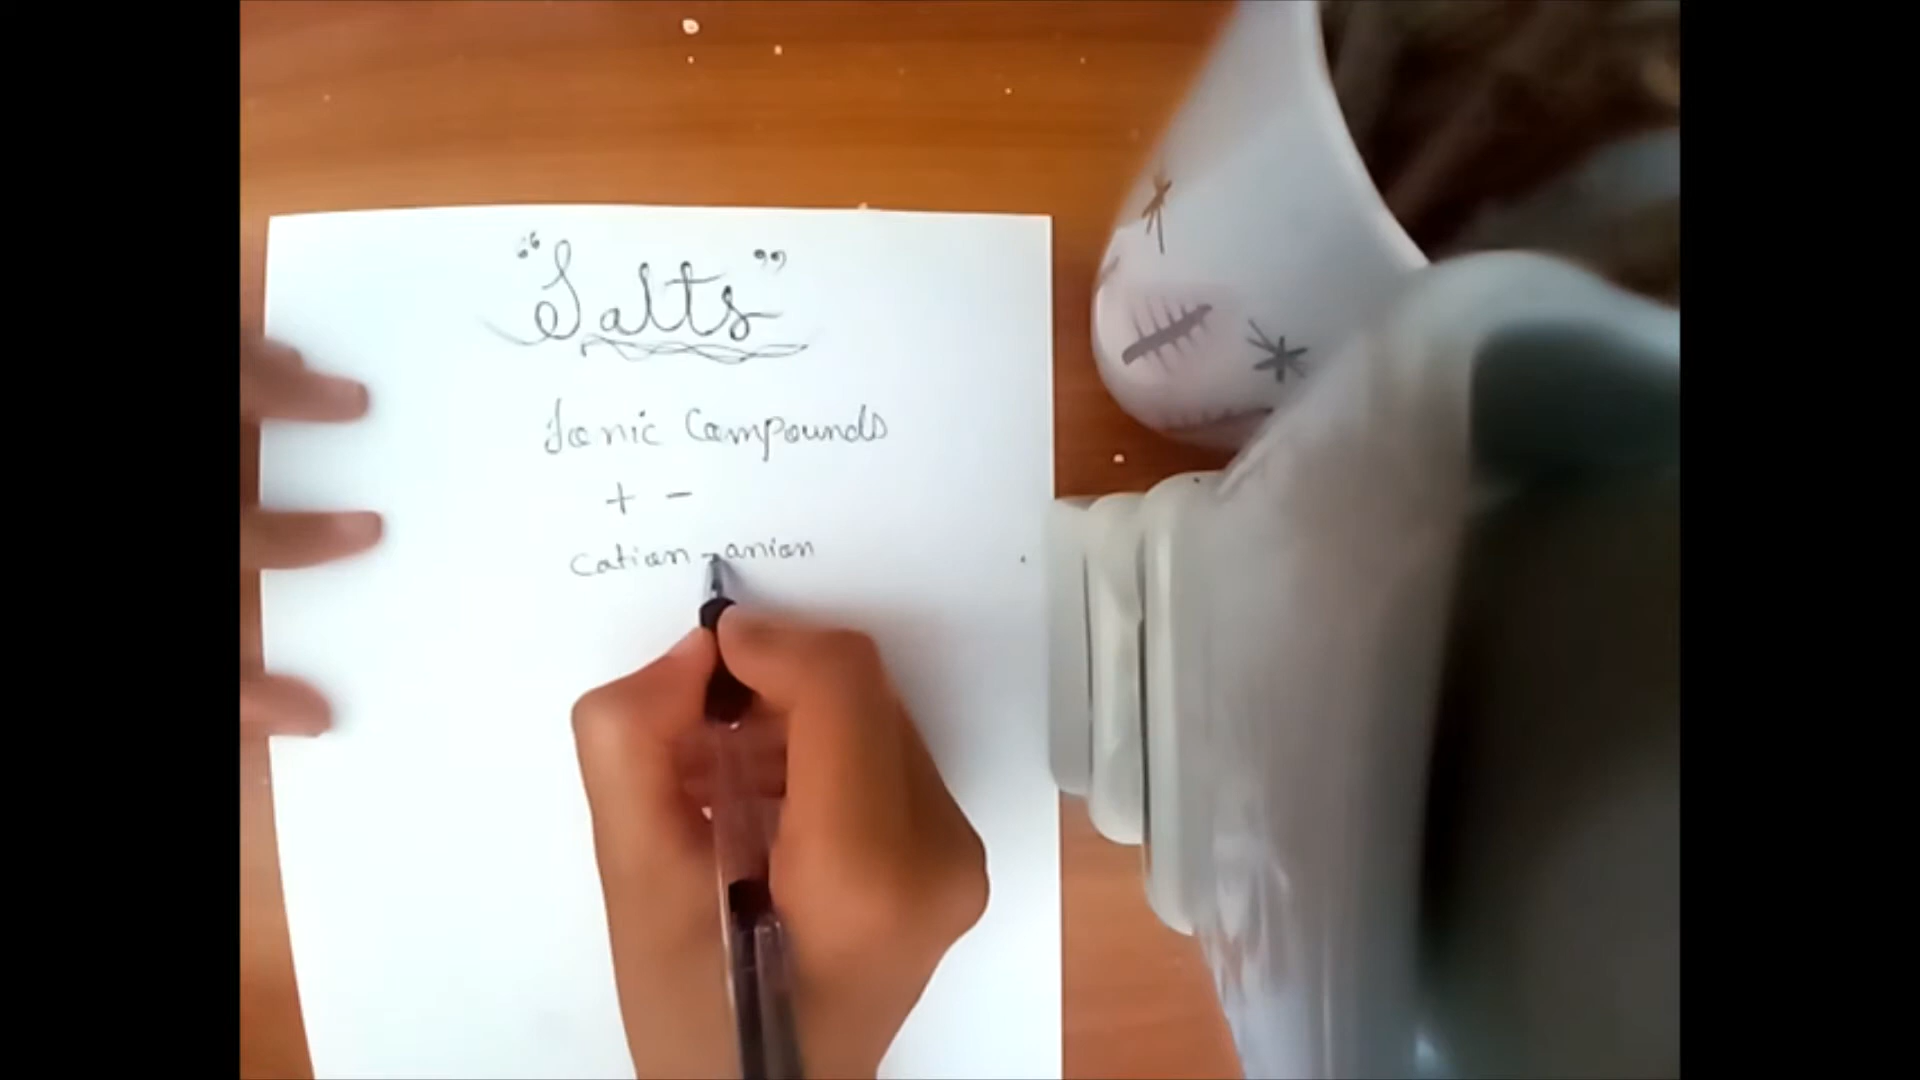 "Salts"
Ionic Compounds
+ -
Cation - anion